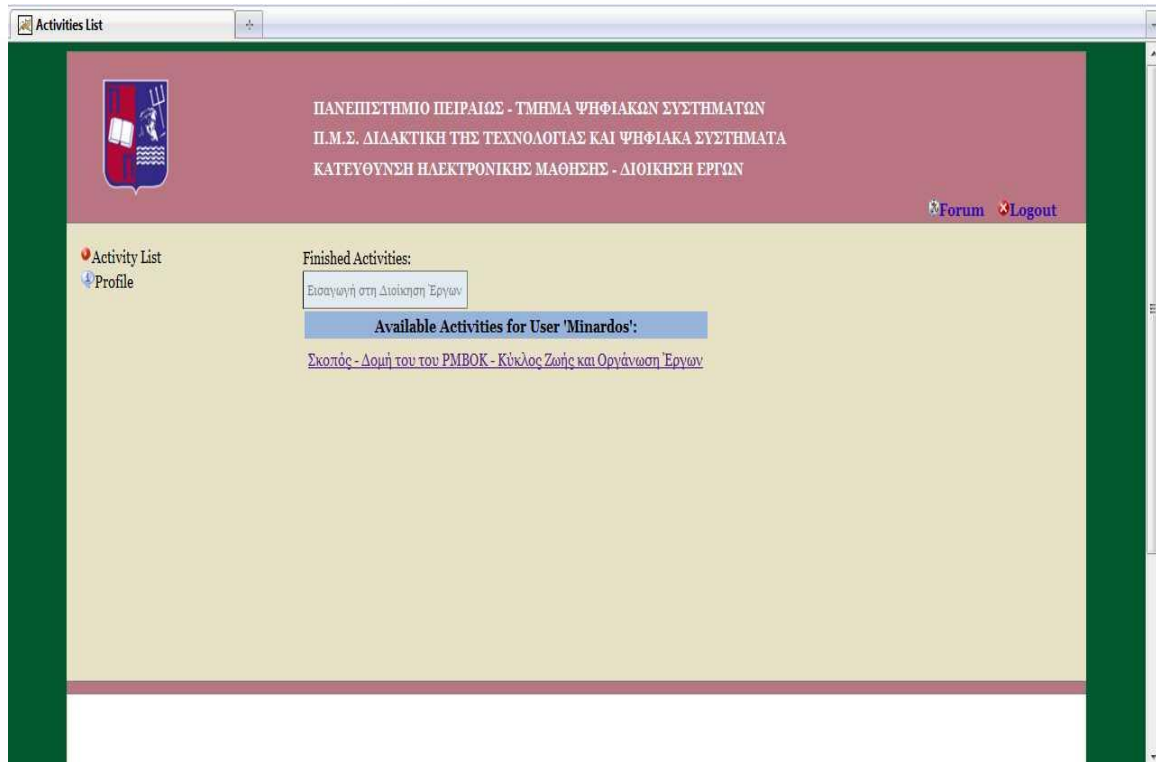 Activities List
ΠΑΝΕΠΙΣΤΗΜΙΟ ΠΕΙΡΑΙΩΣ - ΤΜΗΜΑ ΨΗΦΙΑΚΩΝ ΣΥΣΤΗΜΑΤΩΝ
Π.Μ.Σ. ΔΙΔΑΚΤΙΚΗ ΤΗΣ ΤΕΧΝΟΛΟΓΙΑΣ ΚΑΙ ΨΗΦΙΑΚΑ ΣΥΣΤΗΜΑΤΑ
ΚΑΤΕΥΘΥΝΣΗ ΗΛΕΚΤΡΟΝΙΚΗΣ ΜΑΘΗΣΗΣ - ΔΙΟΙΚΗΣΗ ΕΡΓΩΝ
Forum Logout
Activity List
Profile
Finished Activities:
Εισαγωγή στη Διοίκηση Έργων
Available Activities for User 'Minardos':
Σκοπός - Δομή του του PMBOK - Κύκλος Ζωής και Οργάνωση Έργων